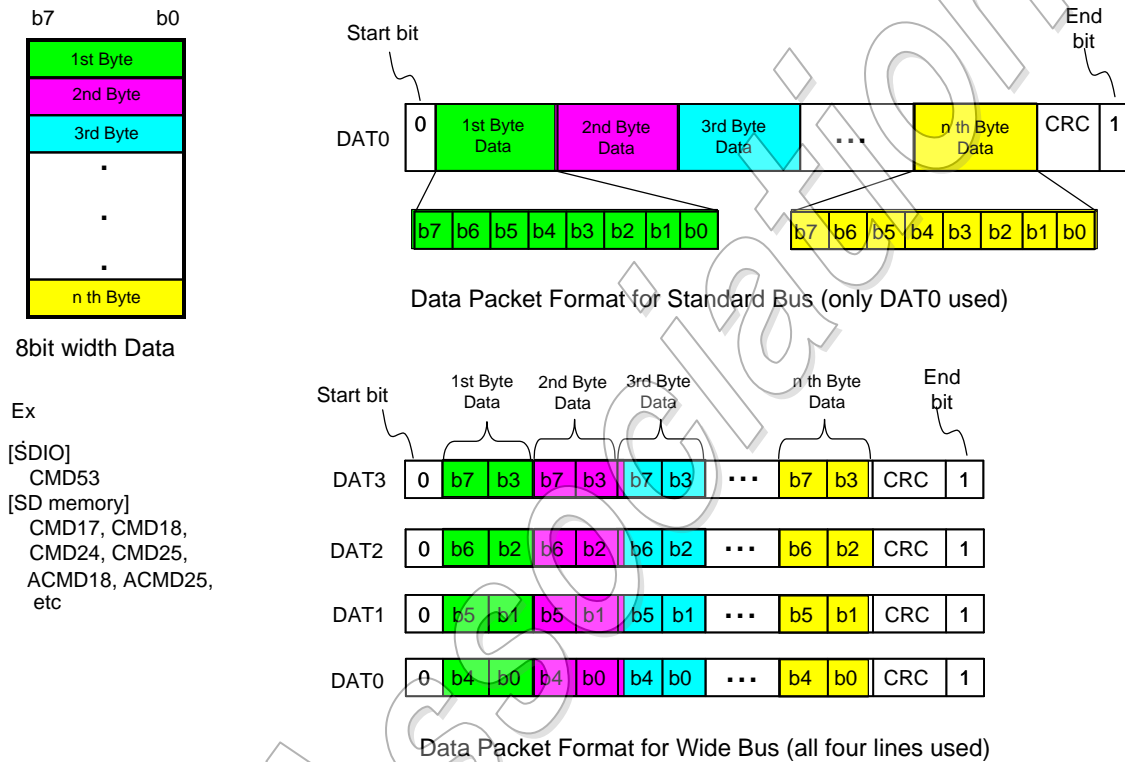 b7 b0
1st Byte
2nd Byte
3rd Byte
.
.
.
n th Byte
8bit width Data
Ex
[SDIO]
CMD53
[SD memory]
CMD17, CMD18,
CMD24, CMD25,
ACMD18, ACMD25,
etc
Start bit
End
bit
DAT0 0 1st Byte Data 2nd Byte Data 3rd Byte Data ... n th Byte Data CRC 1
b7 b6 b5 b4 b3 b2 b1 b0
b7 b6 b5 b4 b3 b2 b1 b0
Data Packet Format for Standard Bus (only DAT0 used)
Start bit
1st Byte
Data
2nd Byte
Data
3rd Byte
Data
n th Byte
Data
End
bit
DAT3 0 b7 b3 b7 b3 b7 b3 ... b7 b3 CRC 1
DAT2 0 b6 b2 b6 b2 b6 b2 ... b6 b2 CRC 1
DAT1 0 b5 b1 b5 b1 b5 b1 ... b5 b1 CRC 1
DAT0 0 b4 b0 b4 b0 b4 b0 ... b4 b0 CRC 1
Data Packet Format for Wide Bus (all four lines used)
Association